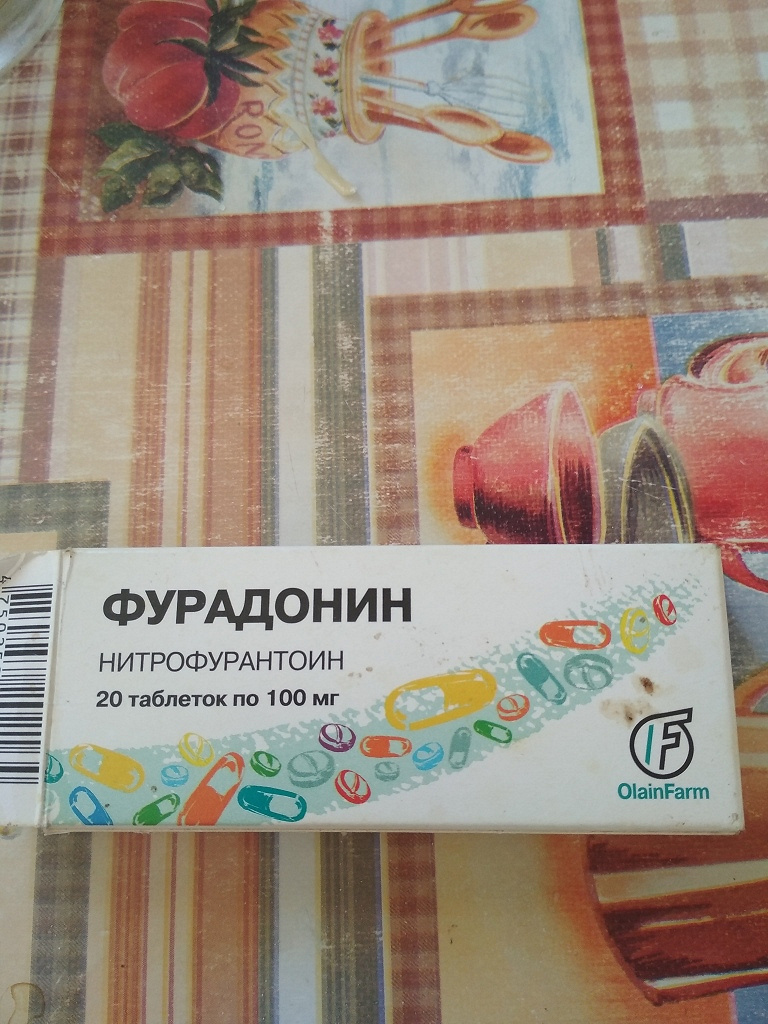 ФУРАДОНИН
НИТРОФУРАНТОИН
20 таблеток по 100 мг
OlainFarm